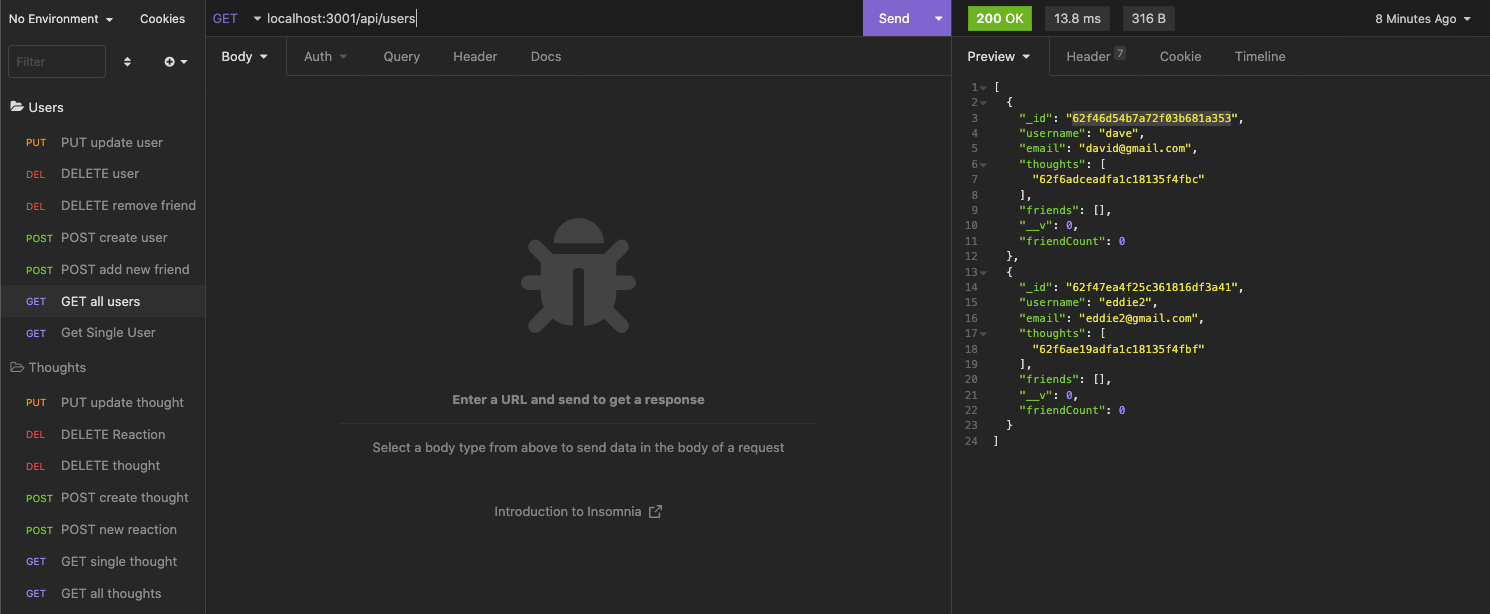 No Environment Cookies
Filter
Users
PUT PUT update user
DEL DELETE user
DEL DELETE remove friend
POST POST create user
POST POST add new friend
GET GET all users
GET Get Single User
Thoughts
PUT PUT update thought
DEL DELETE Reaction
DEL DELETE thought
POST POST create thought
POST POST new reaction
GET GET single thought
GET GET all thoughts
GET localhost:3001/api/users Send
Body Auth Query Header Docs
Enter a URL and send to get a response
Select a body type from above to send data in the body of a request
Introduction to Insomnia
200 OK 13.8 ms 316 B 8 Minutes Ago
Preview Header 7 Cookie Timeline
1 [
2 {
3 "_id": "62f46d54b7a72f03b681a353",
4 "username": "dave",
5 "email": "david@gmail.com",
6 "thoughts": [
7 "62f6adceadfa1c18135f4fbc"
8 ],
9 "friends": [],
10 "__v": 0,
11 "friendCount": 0
12 },
13 {
14 "_id": "62f47ea4f25c361816df3a41",
15 "username": "eddie2",
16 "email": "eddie2@gmail.com",
17 "thoughts": [
18 "62f6ae19adfa1c18135f4fbf"
19 ],
20 "friends": [],
21 "__v": 0,
22 "friendCount": 0
23 }
24 ]